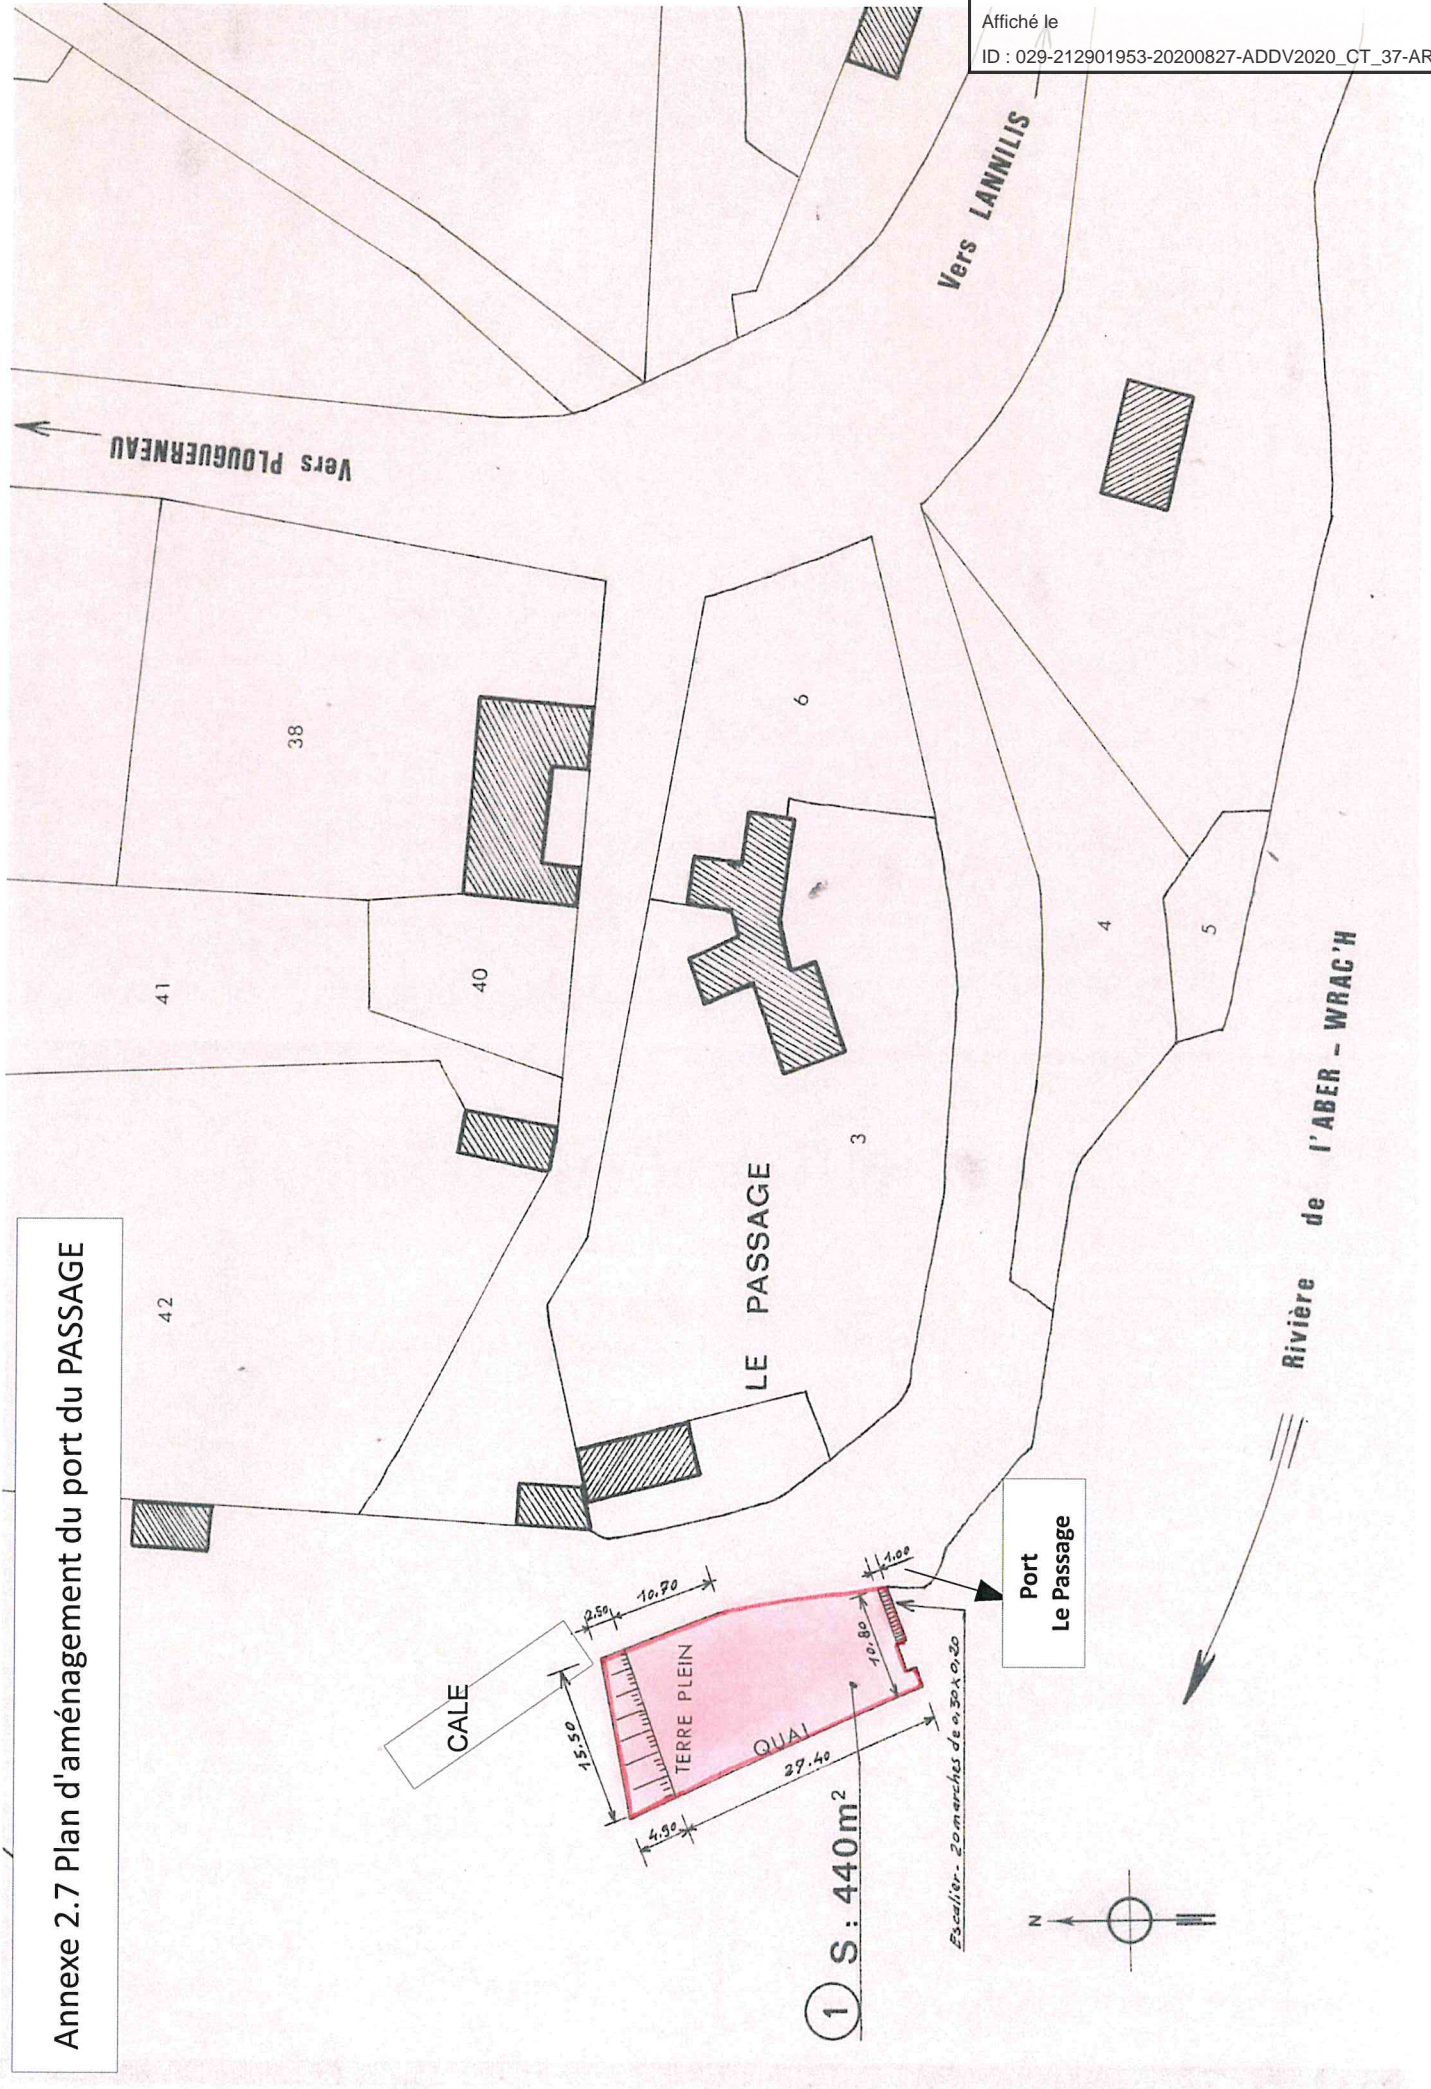 Affiché le
ID : 029-212901953-20200827-ADDV2020_CT_37-AR
Annexe 2.7 Plan d'aménagement du port du PASSAGE
Vers PLOUGUERNEAU
Vers LANNILIS
38
41
40
42
6
3
4
5
LE PASSAGE
Rivière de l'ABER - WRAC'H
CALE
15.50
2.50
10.70
TERRE PLEIN
QUAI
27.40
4.90
10.80
1.00
Port
Le Passage
1 S : 440m²
Escalier - 20 marches de 0,30 x 0,20
N